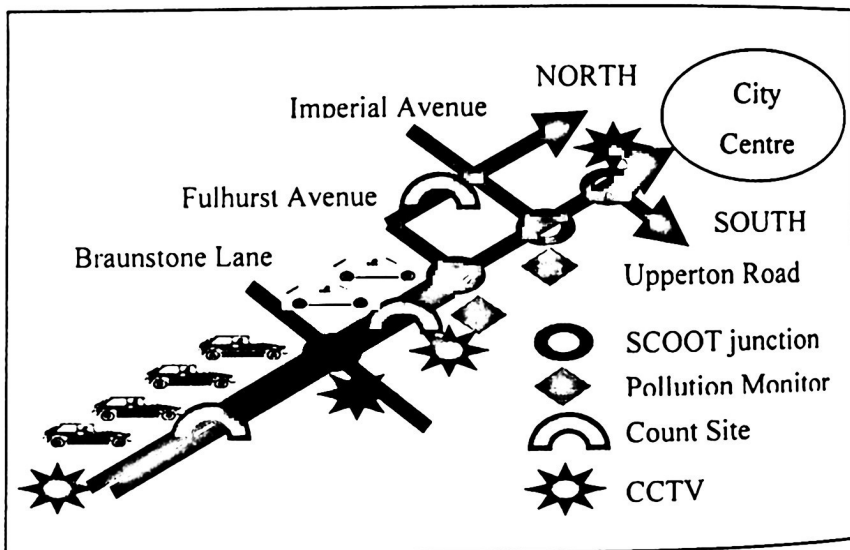 NORTH
City
Centre
Imperial Avenue
Fulhurst Avenue
SOUTH
Braunstone Lane
Upperton Road
SCOOT junction
Pollution Monitor
Count Site
CCTV